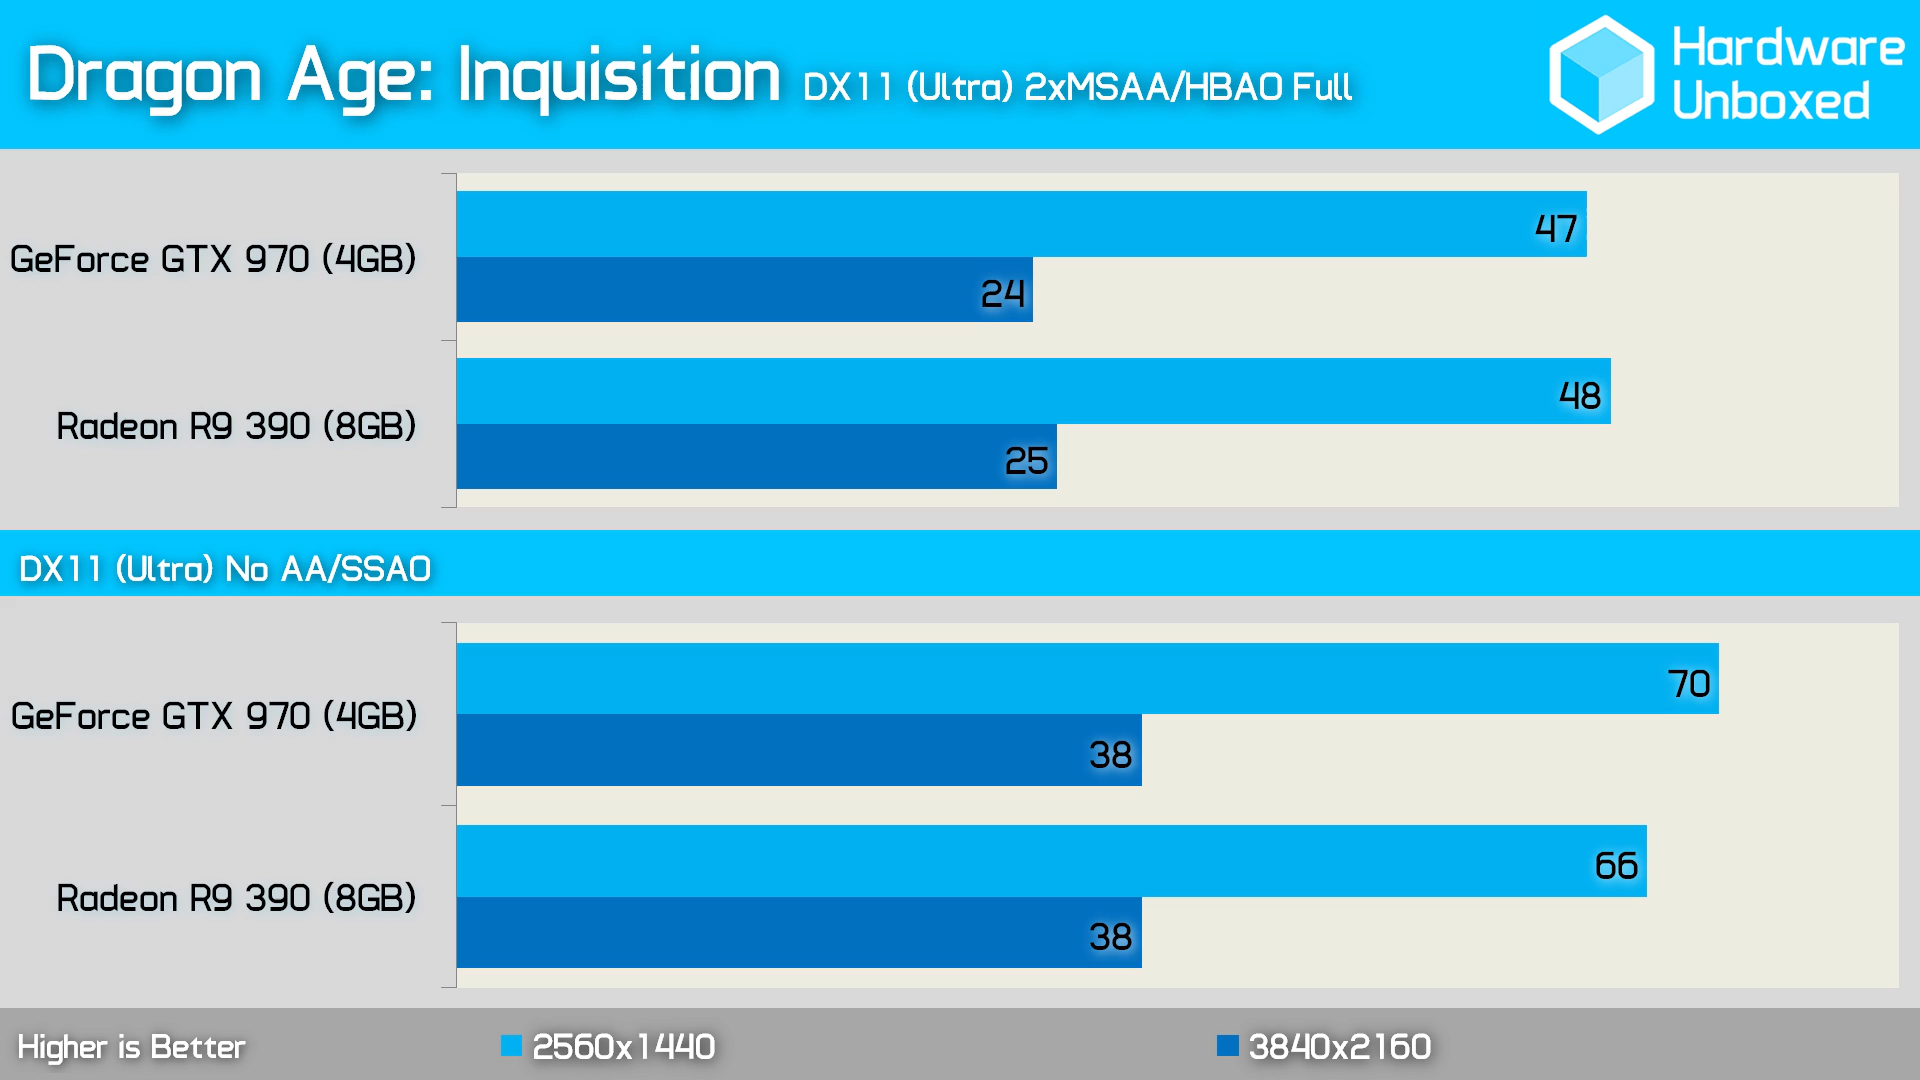 Dragon Age: Inquisition DX11 (Ultra) 2xMSAA/HBAO Full
Hardware
Unboxed
GeForce GTX 970 (4GB)
47
24
Radeon R9 390 (8GB)
48
25
DX11 (Ultra) No AA/SSAO
GeForce GTX 970 (4GB)
70
38
Radeon R9 390 (8GB)
66
38
Higher is Better
2560x1440
3840x2160